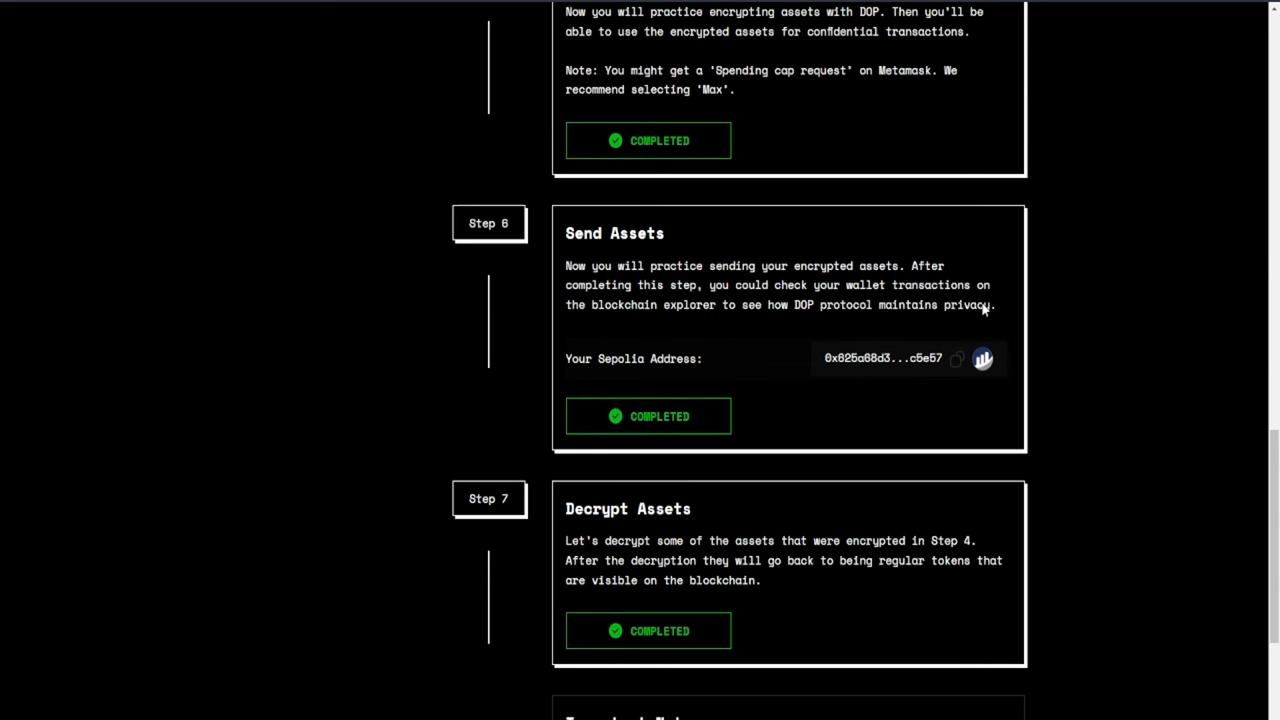 Now you will practice encrypting assets with DOP. Then you'll be
able to use the encrypted assets for confidential transactions.
Note: You might get a 'Spending cap request' on Metamask. We
recommend selecting 'Max'.
COMPLETED
Step 6
Send Assets
Now you will practice sending your encrypted assets. After
completing this step, you could check your wallet transactions on
the blockchain explorer to see how DOP protocol maintains privacy.
Your Sepolia Address:
0x625a68d3...c5e57
COMPLETED
Step 7
Decrypt Assets
Let's decrypt some of the assets that were encrypted in Step 4.
After the decryption they will go back to being regular tokens that
are visible on the blockchain.
COMPLETED